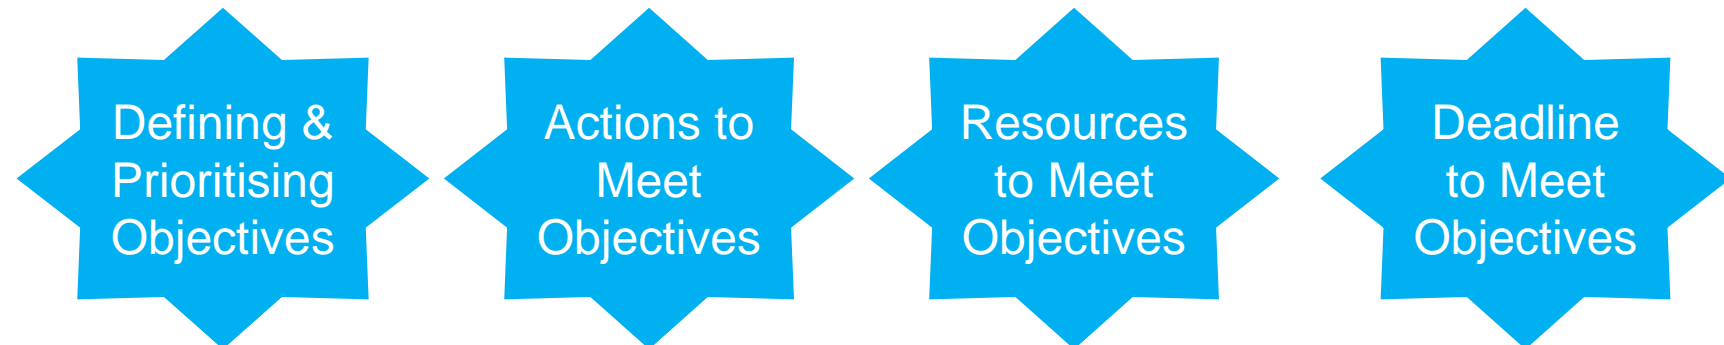 Defining &
Prioritising
Objectives
Actions to
Meet
Objectives
Resources
to Meet
Objectives
Deadline
to Meet
Objectives